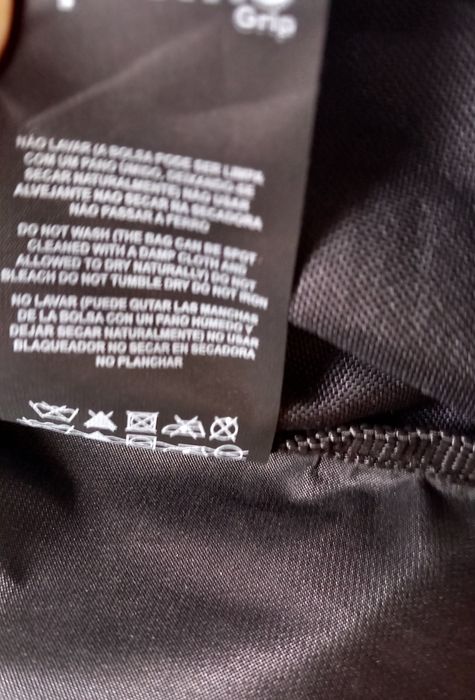 Grip
NÃO LAVAR (A BOLSA PODE SER LIMPA
COM UM PANO ÚMIDO, DEIXANDO-SE
SECAR NATURALMENTE) NÃO USAR
ALVEJANTE NÃO SECAR NA SECADORA
NÃO PASSAR A FERRO
DO NOT WASH (THE BAG CAN BE SPOT
CLEANED WITH A DAMP CLOTH AND
ALLOWED TO DRY NATURALLY) DO NOT
BLEACH DO NOT TUMBLE DRY DO NOT IRON
NO LAVAR (PUEDE QUTAR LAS MANCHAS
DE LA BOLSA CON UN PAÑO HÚMEDO Y
DEJAR SECAR NATURALMENTE) NO USAR
BLAQUEADOR NO SECAR EN SECADORA
NO PLANCHAR